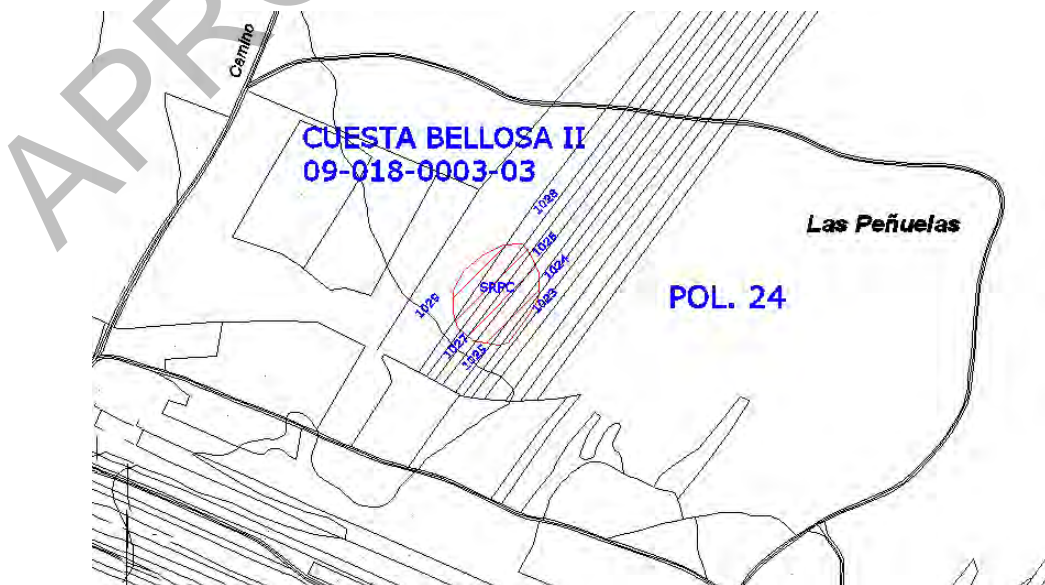 APRO
Camino
CUESTA BELLOSA II
09-018-0003-03
1028
Las Peñuelas
1026
1024
SRPC
POL. 24
1029
1023
1027
1025